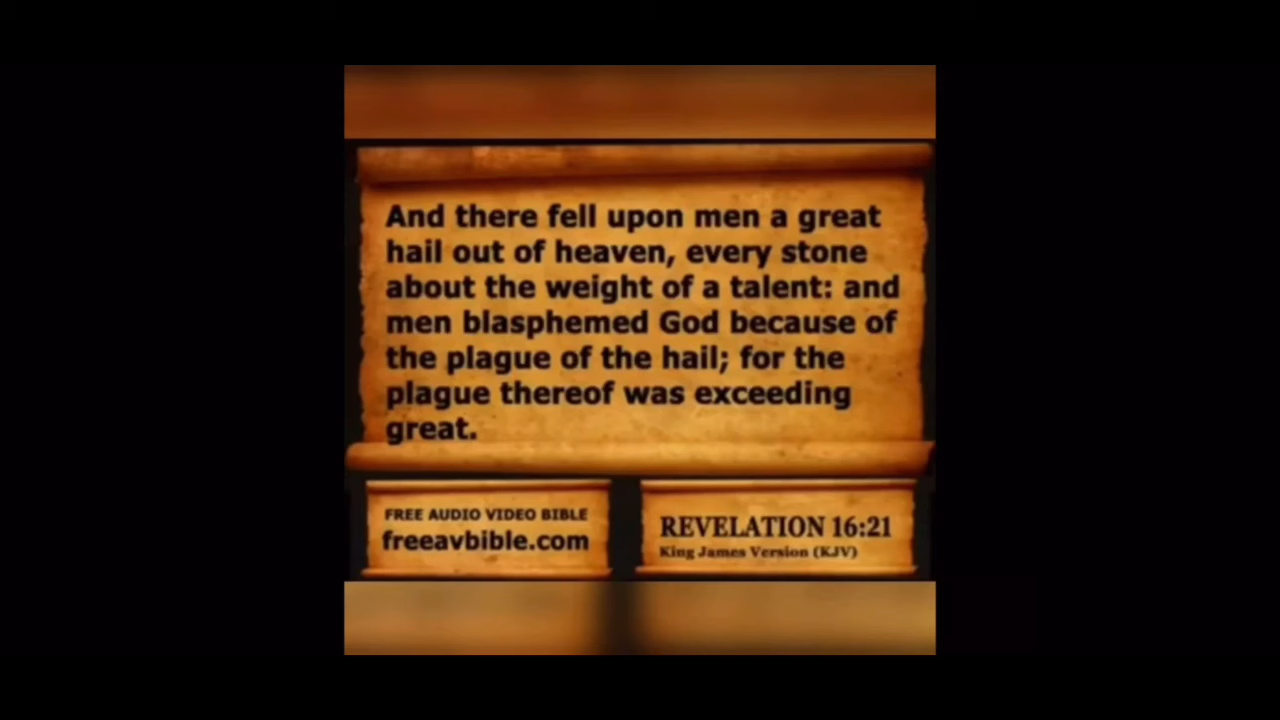 And there fell upon men a great
hail out of heaven, every stone
about the weight of a talent: and
men blasphemed God because of
the plague of the hail; for the
plague thereof was exceeding
great.
FREE AUDIO VIDEO BIBLE
freeavbible.com
REVELATION 16:21
King James Version (KJV)